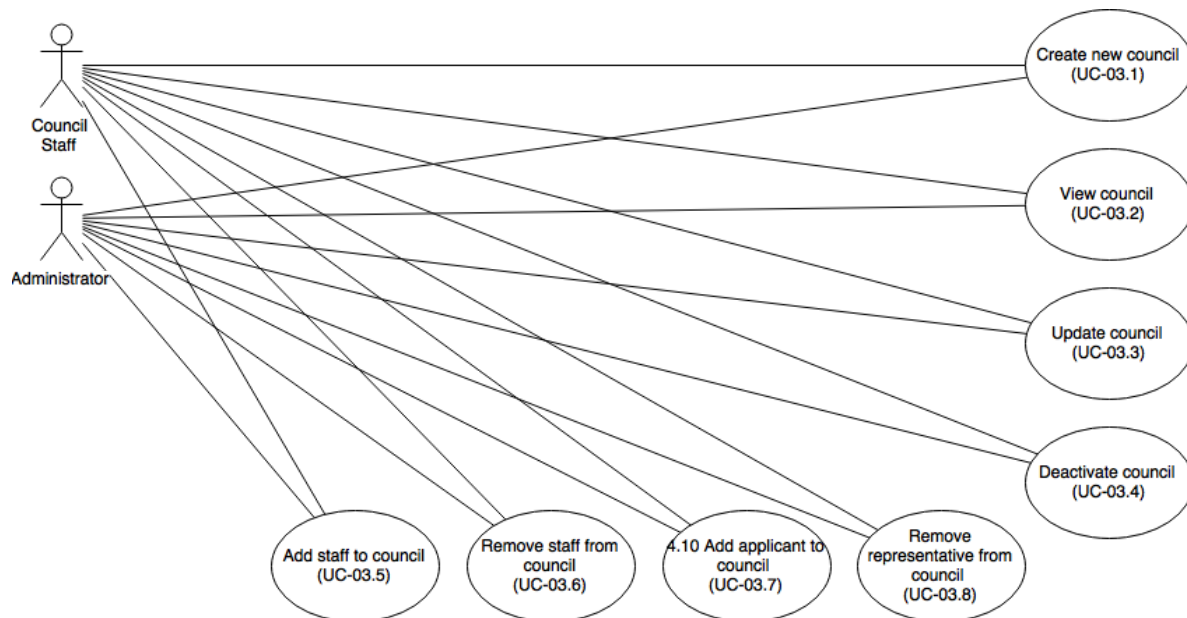 Council
Staff
Administrator
Create new council
(UC-03.1)
View council
(UC-03.2)
Update council
(UC-03.3)
Deactivate council
(UC-03.4)
Add staff to council
(UC-03.5)
Remove staff from
council
(UC-03.6)
4.10 Add applicant to
council
(UC-03.7)
Remove
representative from
council
(UC-03.8)